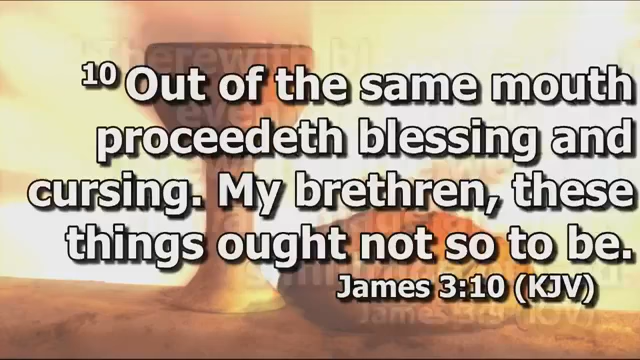 10 Out of the same mouth
proceedeth blessing and
cursing. My brethren, these
things ought not so to be.
James 3:10 (KJV)